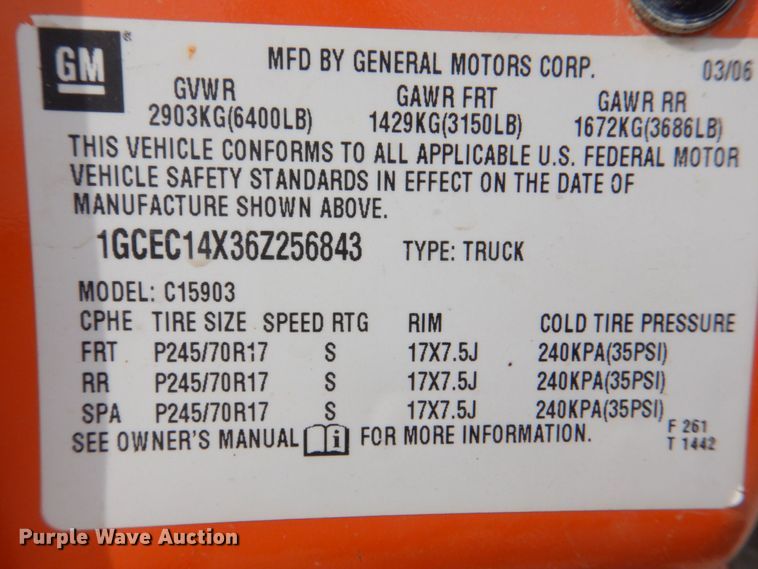 GM
MFD BY GENERAL MOTORS CORP. 03/06
GVWR GAWR FRT GAWR RR
2903KG(6400LB) 1429KG(3150LB) 1672KG(3686LB)
THIS VEHICLE CONFORMS TO ALL APPLICABLE U.S. FEDERAL MOTOR
VEHICLE SAFETY STANDARDS IN EFFECT ON THE DATE OF
MANUFACTURE SHOWN ABOVE.
1GCEC14X36Z256843 TYPE: TRUCK
MODEL: C15903
CPHE TIRE SIZE SPEED RTG RIM COLD TIRE PRESSURE
FRT P245/70R17 S 17X7.5J 240KPA(35PSI)
RR P245/70R17 S 17X7.5J 240KPA(35PSI)
SPA P245/70R17 S 17X7.5J 240KPA(35PSI)
SEE OWNER'S MANUAL i FOR MORE INFORMATION.
F 261
T 1442
Purple Wave Auction